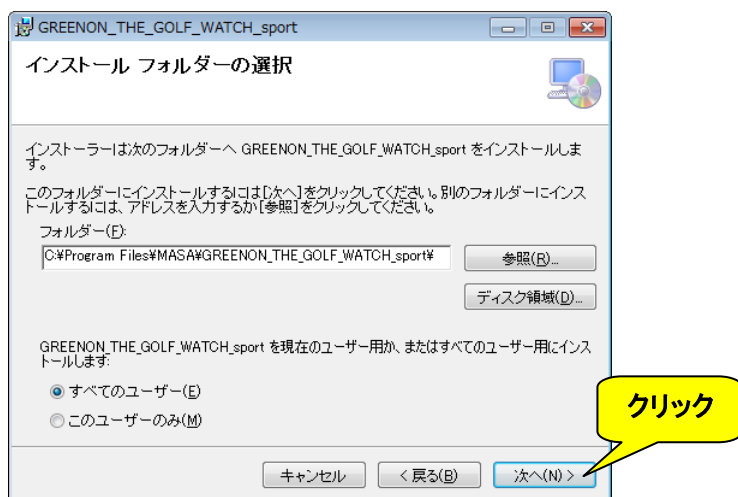 GREENON_THE_GOLF_WATCH_sport
インストール フォルダーの選択
インストーラーは次のフォルダーへ GREENON_THE_GOLF_WATCH_sport をインストールしま
す。
このフォルダーにインストールするには[次へ]をクリックしてください。別のフォルダーにインス
トールするには、アドレスを入力するか[参照]をクリックしてください。
フォルダー(F):
C:¥Program Files¥MASA¥GREENON_THE_GOLF_WATCH_sport¥
参照(R)...
ディスク領域(D)...
GREENON_THE_GOLF_WATCH_sport を現在のユーザー用か、またはすべてのユーザー用にインス
トールします:
すべてのユーザー(E)
このユーザーのみ(M)
クリック
キャンセル
< 戻る(B)
次へ(N) >